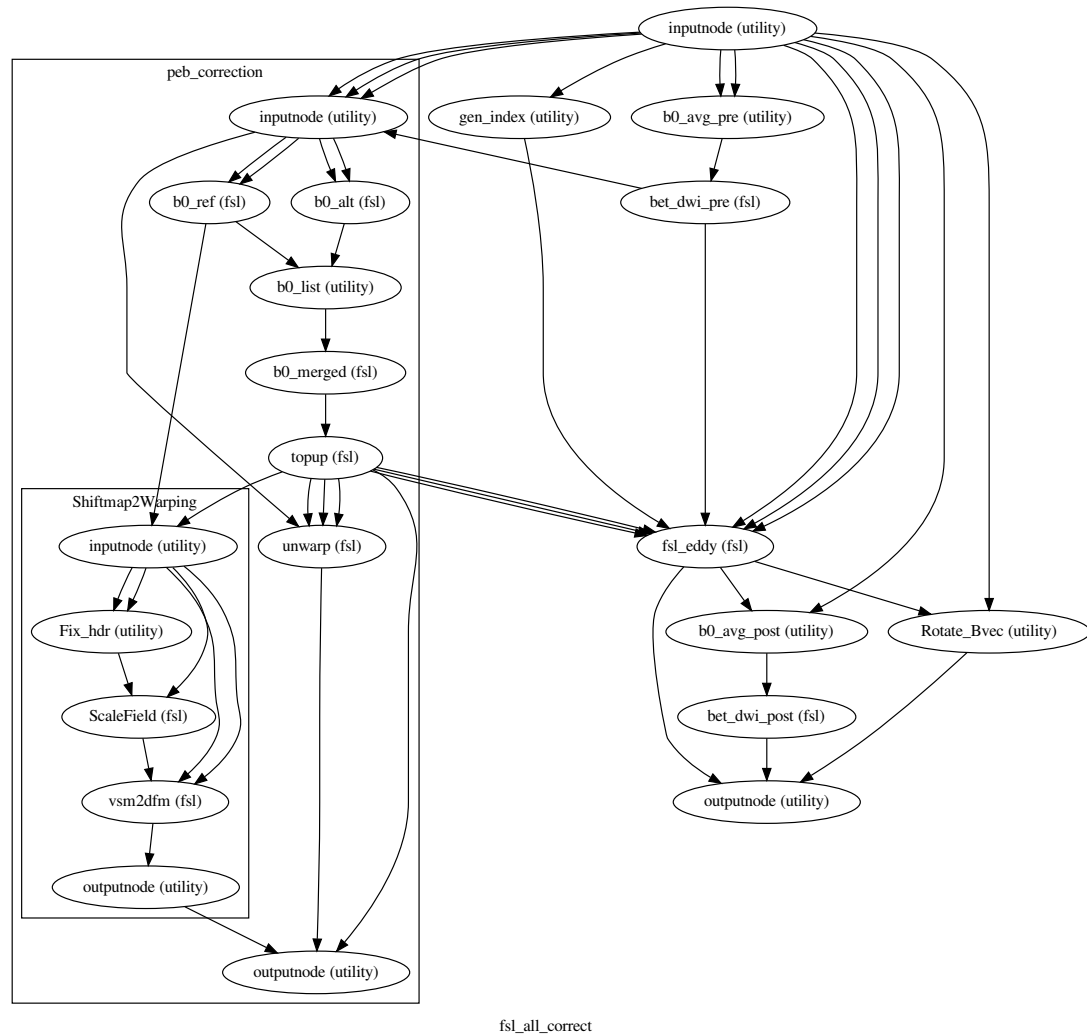 inputnode (utility)
peb_correction
inputnode (utility)
gen_index (utility)
b0_avg_pre (utility)
b0_ref (fsl)
b0_alt (fsl)
bet_dwi_pre (fsl)
b0_list (utility)
b0_merged (fsl)
topup (fsl)
Shiftmap2Warping
inputnode (utility)
unwarp (fsl)
fsl_eddy (fsl)
Fix_hdr (utility)
b0_avg_post (utility)
Rotate_Bvec (utility)
ScaleField (fsl)
bet_dwi_post (fsl)
vsm2dfm (fsl)
outputnode (utility)
outputnode (utility)
outputnode (utility)
fsl_all_correct